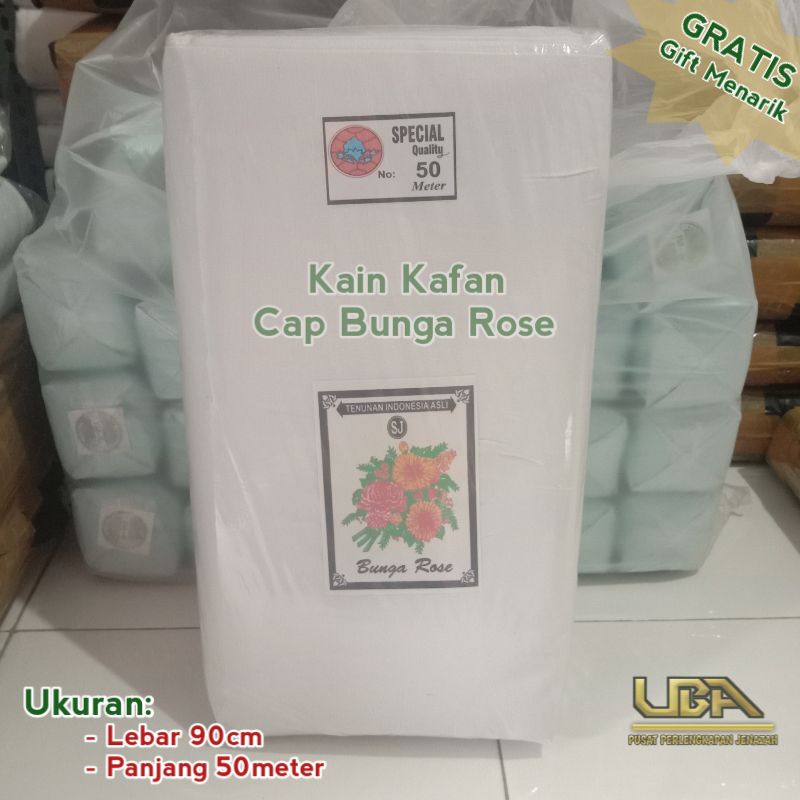 GRATIS
Gift Menarik
SPECIAL
Quality
No: 50
Meter
Kain Kafan
Cap Bunga Rose
TENUNAN INDONESIA ASLI
SJ
Bunga Rose
Ukuran:
- Lebar 90cm
- Panjang 50meter
UBA
PUSAT PERLENGKAPAN JENAZAH